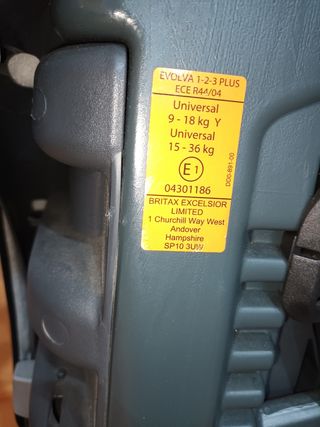 EVOLVA 1-2-3 PLUS
ECE R44/04
Universal
9 - 18 kg Y
Universal
15 - 36 kg
E1
04301186
BRITAX EXCELSIOR
LIMITED
1 Churchill Way West
Andover
Hampshire
SP10 3UW